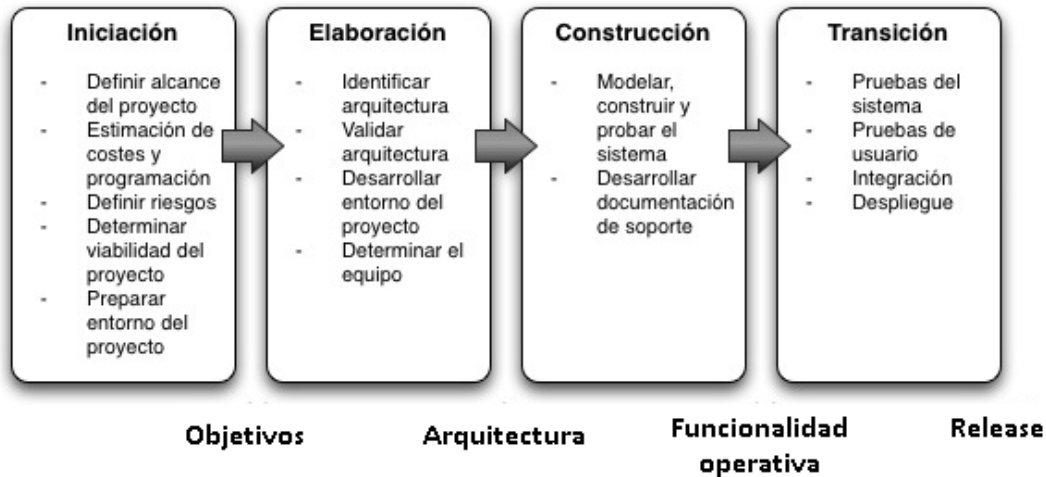 Iniciación
- Definir alcance
del proyecto
- Estimación de
costes y
programación
- Definir riesgos
- Determinar
viabilidad del
proyecto
- Preparar
entorno del
proyecto
Elaboración
- Identificar
arquitectura
- Validar
arquitectura
- Desarrollar
entorno del
proyecto
- Determinar el
equipo
Construcción
- Modelar,
construir y
probar el
sistema
- Desarrollar
documentación
de soporte
Transición
- Pruebas del
sistema
- Pruebas de
usuario
- Integración
- Despliegue
Objetivos
Arquitectura
Funcionalidad
operativa
Release